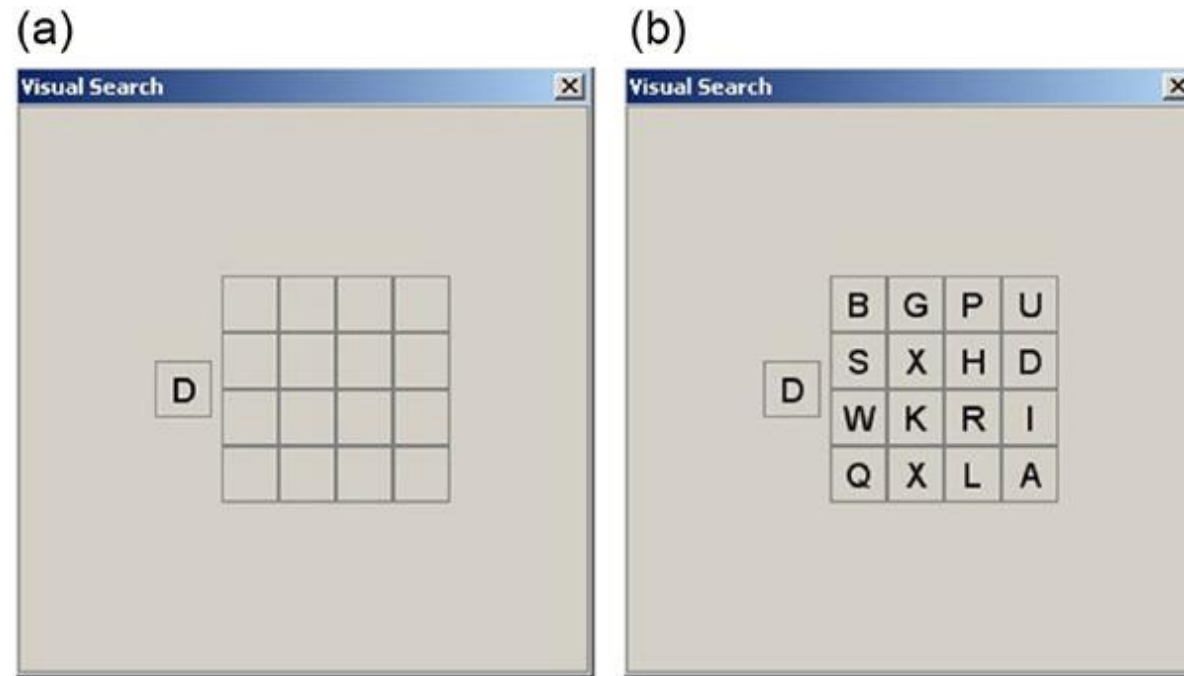 (a)
(b)
Visual Search
Visual Search
D
B G P U
S X H D
D
W K R I
Q X L A